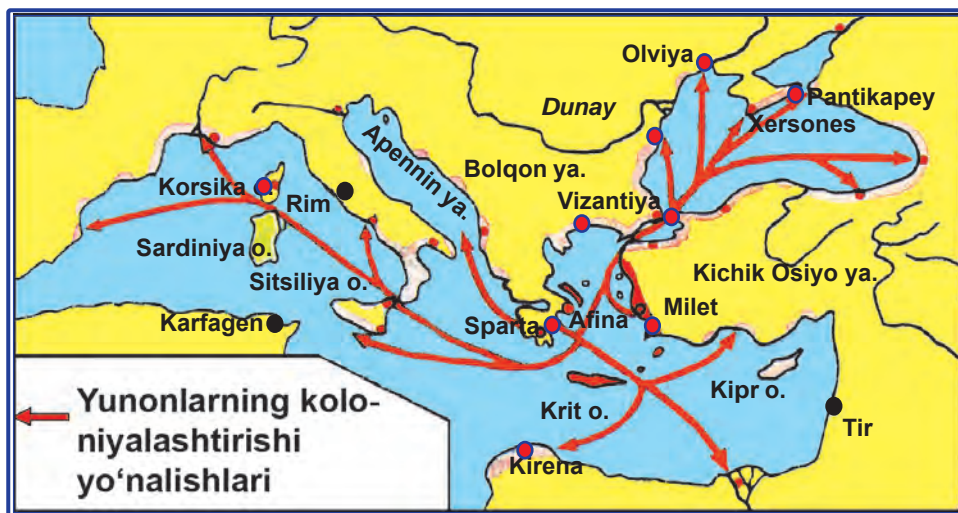 Olviya
Dunay
Pantikapey
Xersones
Apennin ya.
Bolqon ya.
Korsika o.
Rim
Vizantiya
Sardiniya o.
Sitsiliya o.
Kichik Osiyo ya.
Karfagen
Sparta
Afina
Milet
Krit o.
Kipr o.
Tir
Kirena
Yunonlarning kolo-
niyalashtirishi
yo‘nalishlari